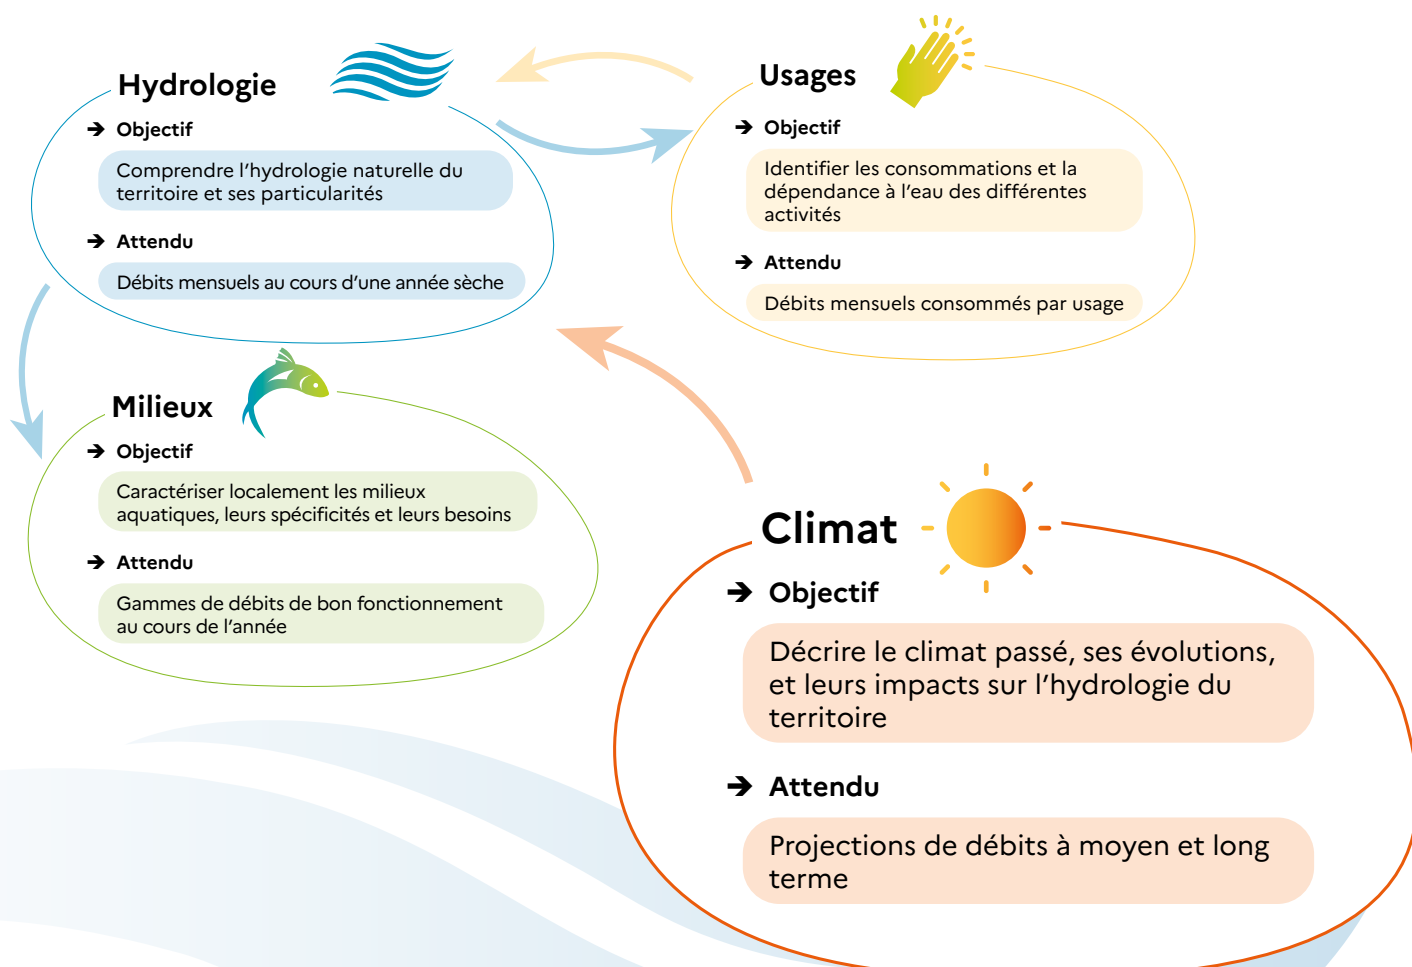 Hydrologie
➔ Objectif
Comprendre l’hydrologie naturelle du
territoire et ses particularités
➔ Attendu
Débits mensuels au cours d’une année sèche
Usages
➔ Objectif
Identifier les consommations et la
dépendance à l’eau des différentes
activités
➔ Attendu
Débits mensuels consommés par usage
Milieux
➔ Objectif
Caractériser localement les milieux
aquatiques, leurs spécificités et leurs besoins
➔ Attendu
Gammes de débits de bon fonctionnement
au cours de l’année
Climat
➔ Objectif
Décrire le climat passé, ses évolutions,
et leurs impacts sur l’hydrologie du
territoire
➔ Attendu
Projections de débits à moyen et long
terme